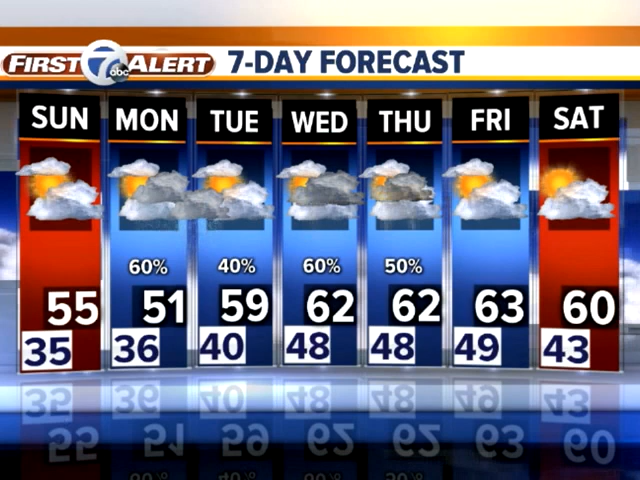 FIRST 7 abc ALERT 7-DAY FORECAST
SUN MON TUE WED THU FRI SAT
60% 40% 60% 50%
55 51 59 62 62 63 60
35 36 40 48 48 49 43